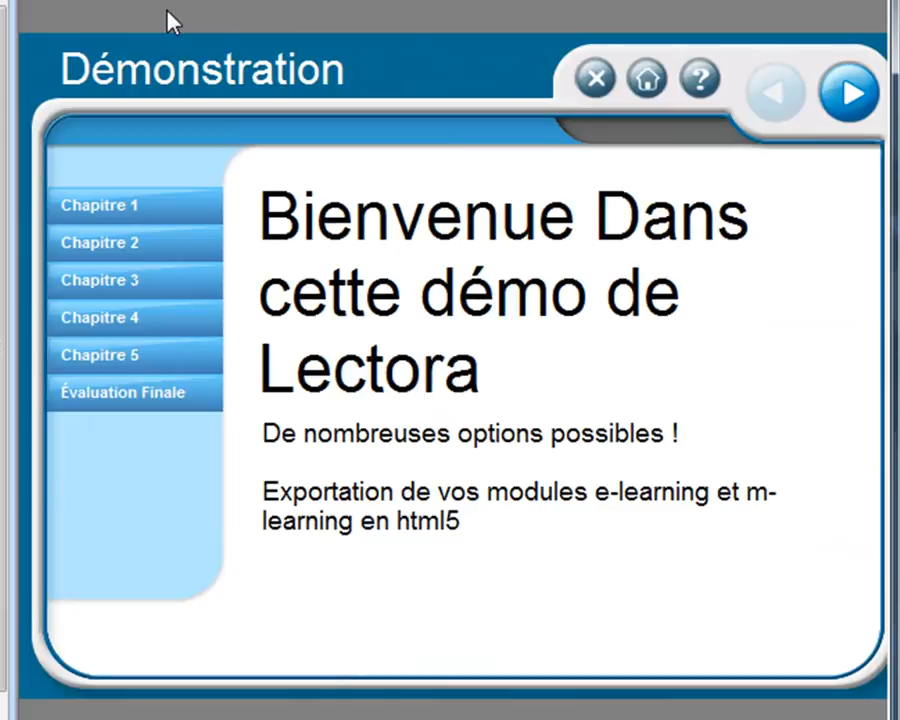 Démonstration
Chapitre 1
Chapitre 2
Chapitre 3
Chapitre 4
Chapitre 5
Évaluation Finale
Bienvenue Dans
cette démo de
Lectora
De nombreuses options possibles !
Exportation de vos modules e-learning et m-
learning en html5